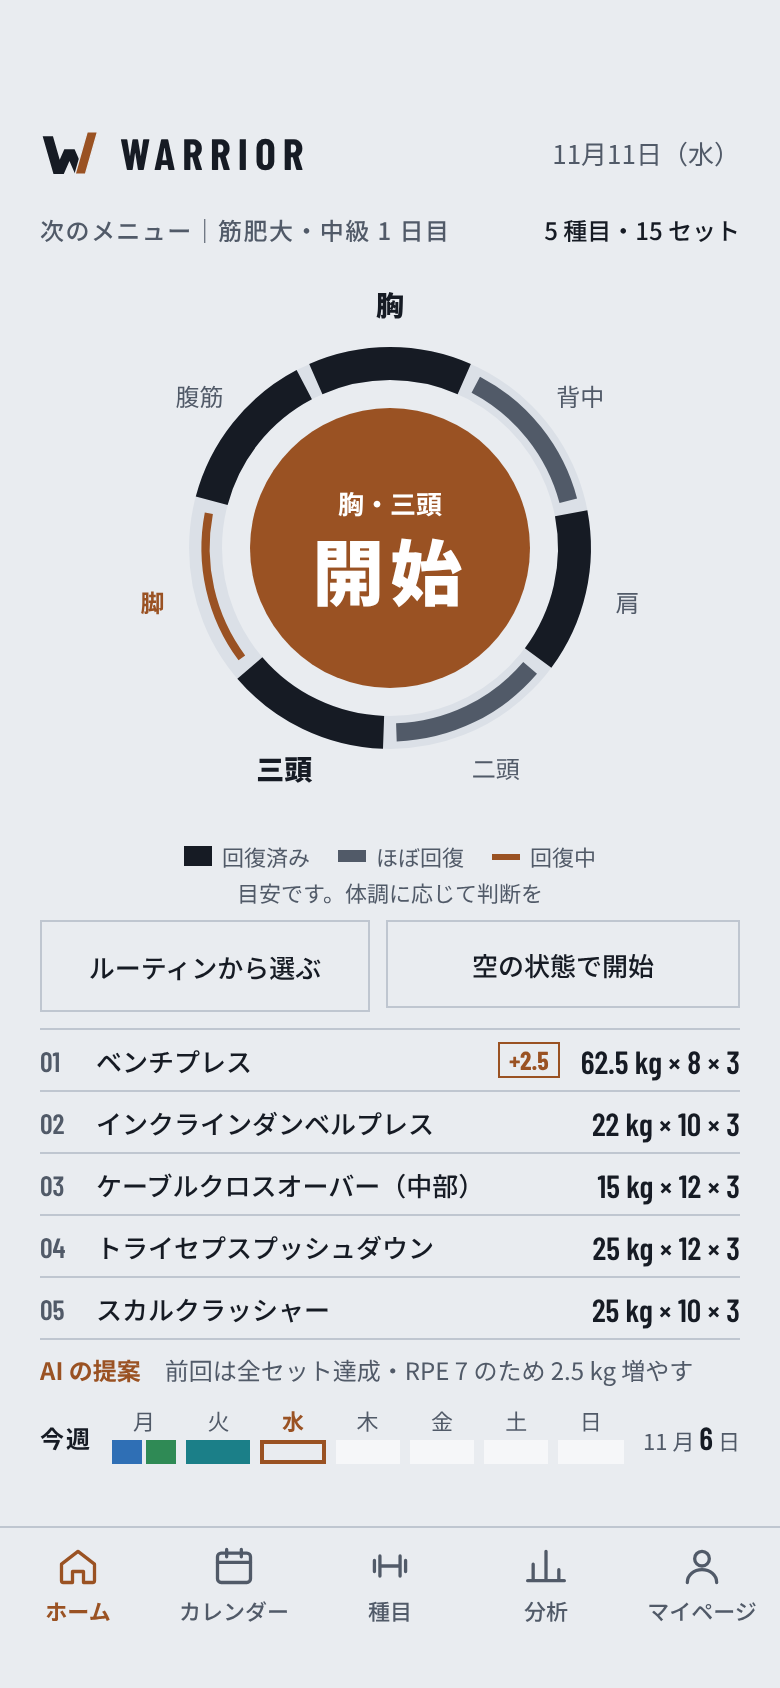 WARRIOR 11月11日（水）
次のメニュー｜筋肥大・中級 1 日目 5 種目・15 セット
胸
腹筋 背中
胸・三頭
開始
脚 肩
三頭 二頭
回復済み ほぼ回復 回復中
目安です。体調に応じて判断を
ルーティンから選ぶ 空の状態で開始
01 ベンチプレス +2.5 62.5 kg × 8 × 3
02 インクラインダンベルプレス 22 kg × 10 × 3
03 ケーブルクロスオーバー（中部） 15 kg × 12 × 3
04 トライセプスプッシュダウン 25 kg × 12 × 3
05 スカルクラッシャー 25 kg × 10 × 3
AI の提案 前回は全セット達成・RPE 7 のため 2.5 kg 増やす
月 火 水 木 金 土 日
今週 11 月 6 日
ホーム カレンダー 種目 分析 マイページ